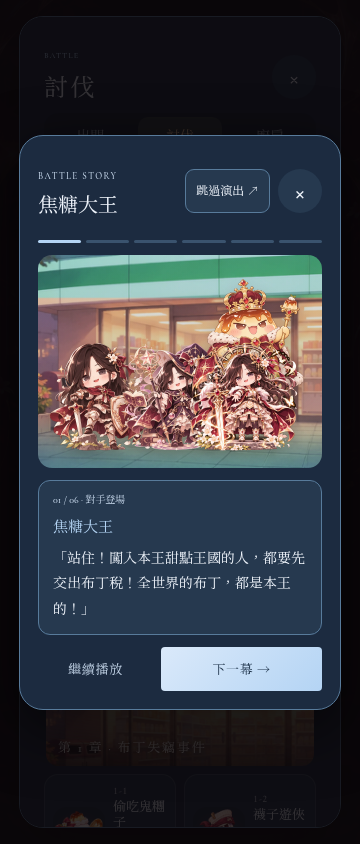 BATTLE
討伐
×
討伐
BATTLE STORY
焦糖大王
跳過演出 ↗
×
01 / 06 · 對手登場
焦糖大王
「站住！闖入本王甜點王國的人，都要先
交出布丁稅！全世界的布丁，都是本王
的！」
繼續播放
下一幕 →
第 1 章 布丁失竊事件
1-1
偷吃鬼糰
子
1-2
襪子遊俠